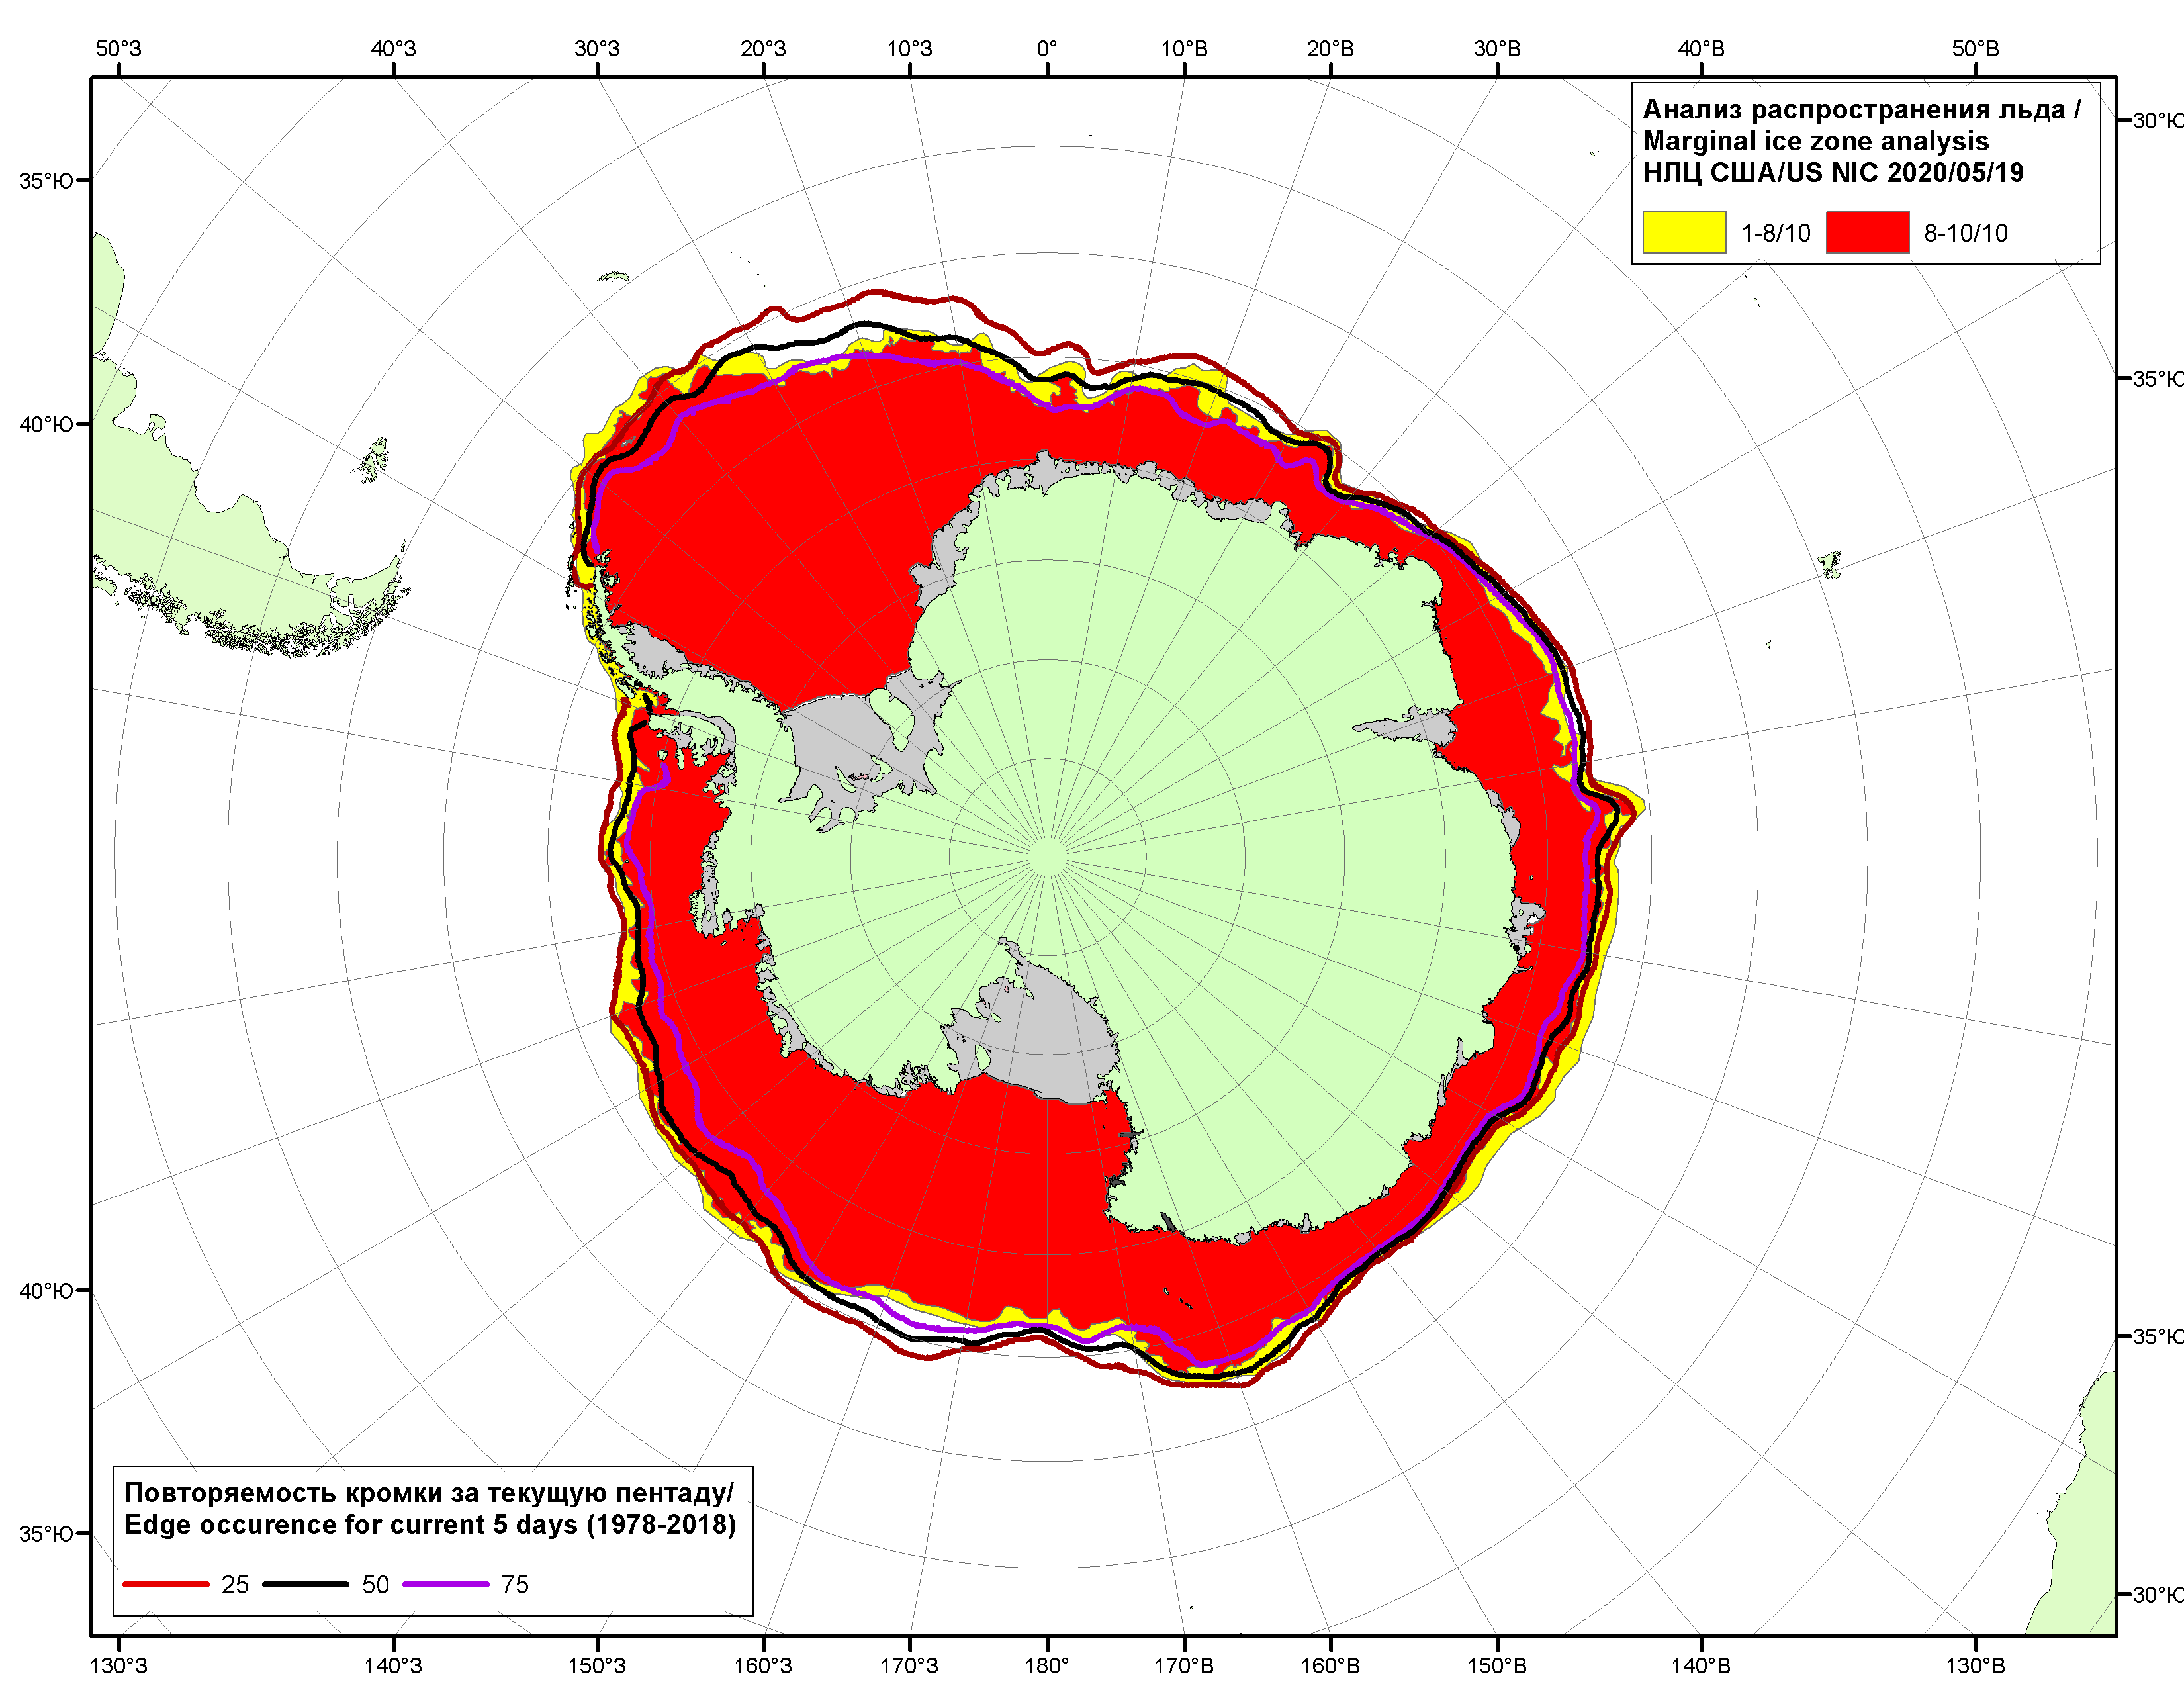 50°З 40°З 30°З 20°З 10°З 0° 10°В 20°В 30°В 40°В 50°В
Анализ распространения льда /
Marginal ice zone analysis
НЛЦ США/US NIC 2020/05/19
1-8/10 8-10/10
30°Ю
35°Ю
35°Ю
40°Ю
40°Ю
35°Ю
Повторяемость кромки за текущую пентаду/
Edge occurence for current 5 days (1978-2018)
25 50 75
35°Ю
30°Ю
130°З 140°З 150°З 160°З 170°З 180° 170°В 160°В 150°В 140°В 130°В